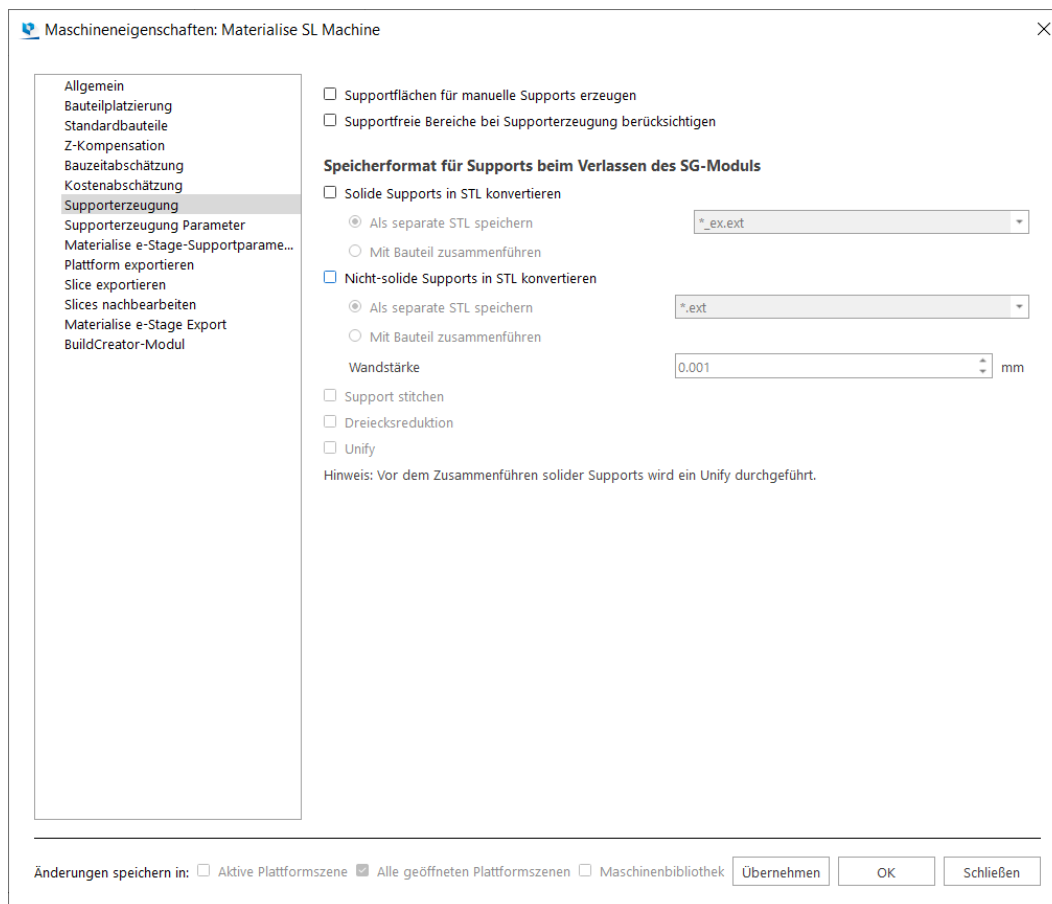 Maschineneigenschaften: Materialise SL Machine
Allgemein
Bauteilplatzierung
Standardbauteile
Z-Kompensation
Bauzeitabschätzung
Kostenabschätzung
Supporterzeugung
Supporterzeugung Parameter
Materialise e-Stage-Supportparame...
Plattform exportieren
Slice exportieren
Slices nachbearbeiten
Materialise e-Stage Export
BuildCreator-Modul
Supportflächen für manuelle Supports erzeugen
Supportfreie Bereiche bei Supporterzeugung berücksichtigen
Speicherformat für Supports beim Verlassen des SG-Moduls
Solide Supports in STL konvertieren
Als separate STL speichern *_ex.ext
Mit Bauteil zusammenführen
Nicht-solide Supports in STL konvertieren
Als separate STL speichern *.ext
Mit Bauteil zusammenführen
Wandstärke 0.001 mm
Support stitchen
Dreiecksreduktion
Unify
Hinweis: Vor dem Zusammenführen solider Supports wird ein Unify durchgeführt.
Änderungen speichern in: Aktive Plattformszene Alle geöffneten Plattformszenen Maschinenbibliothek Übernehmen OK Schließen